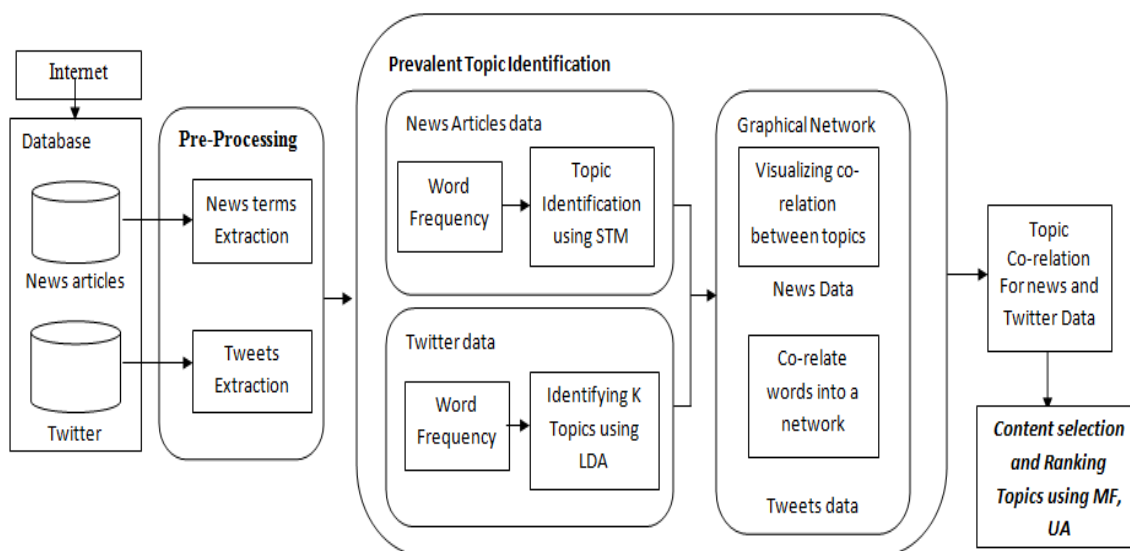 Internet
Database
News articles
Twitter
Pre-Processing
News terms
Extraction
Tweets
Extraction
Prevalent Topic Identification
News Articles data
Word
Frequency
Topic
Identification
using STM
Twitter data
Word
Frequency
Identifying K
Topics using
LDA
Graphical Network
Visualizing co-
relation
between topics
News Data
Co-relate
words into a
network
Tweets data
Topic
Co-relation
For news and
Twitter Data
Content selection
and Ranking
Topics using MF,
UA